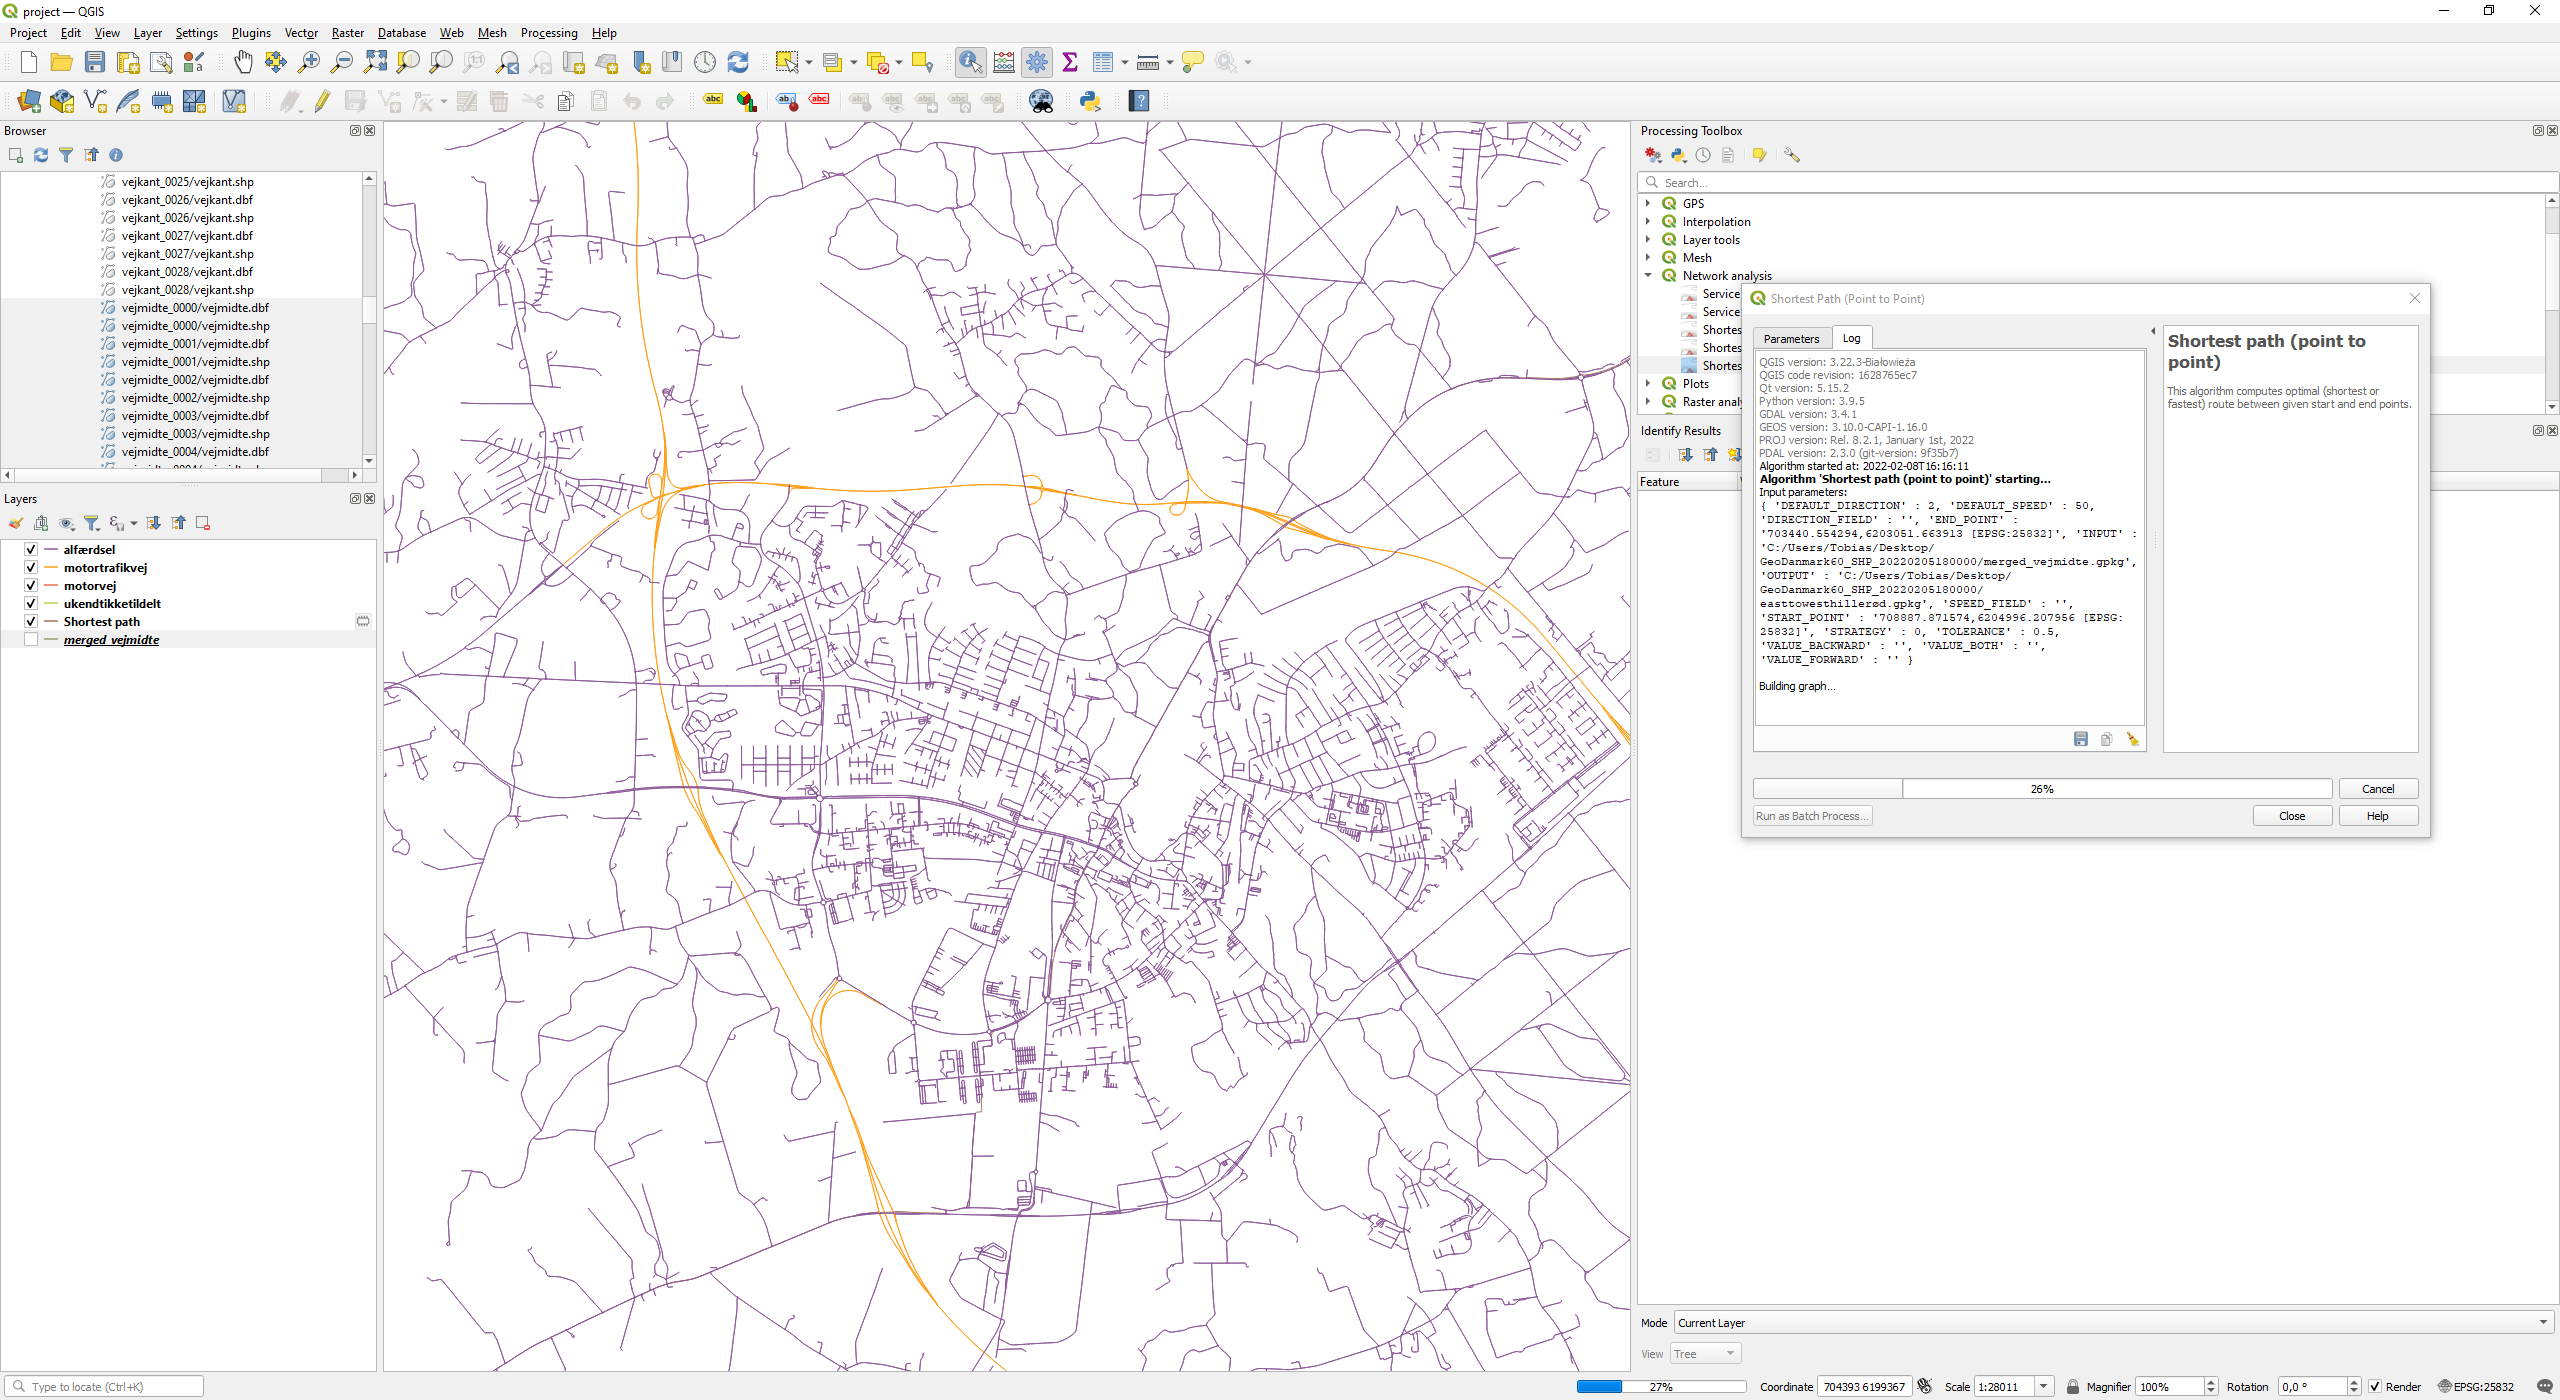 project — QGIS
Project Edit View Layer Settings Plugins Vector Raster Database Web Mesh Processing Help
Browser
vejkant_0025/vejkant.shp
vejkant_0026/vejkant.dbf
vejkant_0026/vejkant.shp
vejkant_0027/vejkant.dbf
vejkant_0027/vejkant.shp
vejkant_0028/vejkant.dbf
vejkant_0028/vejkant.shp
vejmidte_0000/vejmidte.dbf
vejmidte_0000/vejmidte.shp
vejmidte_0001/vejmidte.dbf
vejmidte_0001/vejmidte.shp
vejmidte_0002/vejmidte.dbf
vejmidte_0002/vejmidte.shp
vejmidte_0003/vejmidte.dbf
vejmidte_0003/vejmidte.shp
vejmidte_0004/vejmidte.dbf
Layers
alfærdsel
motortrafikvej
motorvej
ukendtikketildelt
Shortest path
merged_vejmidte
Processing Toolbox
Search...
GPS
Interpolation
Layer tools
Mesh
Network analysis
Service
Service
Shortes
Shortes
Shortes
Plots
Raster anal
Identify Results
Feature
Shortest Path (Point to Point)
Parameters Log
QGIS version: 3.22.3-Białowieża
QGIS code revision: 1628765ec7
Qt version: 5.15.2
Python version: 3.9.5
GDAL version: 3.4.1
GEOS version: 3.10.0-CAPI-1.16.0
PROJ version: Rel. 8.2.1, January 1st, 2022
PDAL version: 2.3.0 (git-version: 9f35b7)
Algorithm started at: 2022-02-08T16:16:11
Algorithm 'Shortest path (point to point)' starting...
Input parameters:
{ 'DEFAULT_DIRECTION' : 2, 'DEFAULT_SPEED' : 50,
'DIRECTION_FIELD' : '', 'END_POINT' :
'703440.554294,6203051.663913 [EPSG:25832]', 'INPUT' :
'C:/Users/Tobias/Desktop/
GeoDanmark60_SHP_20220205180000/merged_vejmidte.gpkg',
'OUTPUT' : 'C:/Users/Tobias/Desktop/
GeoDanmark60_SHP_20220205180000/
easttowesthillerød.gpkg', 'SPEED_FIELD' : '',
'START_POINT' : '708887.871574,6204996.207956 [EPSG:
25832]', 'STRATEGY' : 0, 'TOLERANCE' : 0.5,
'VALUE_BACKWARD' : '', 'VALUE_BOTH' : '',
'VALUE_FORWARD' : '' }
Building graph...
Shortest path (point to
point)
This algorithm computes optimal (shortest or
fastest) route between given start and end points.
26% Cancel
Run as Batch Process... Close Help
Mode Current Layer
View Tree
Type to locate (Ctrl+K) 27% Coordinate 704393 6199367 Scale 1:28011 Magnifier 100% Rotation 0,0 ° Render EPSG:25832